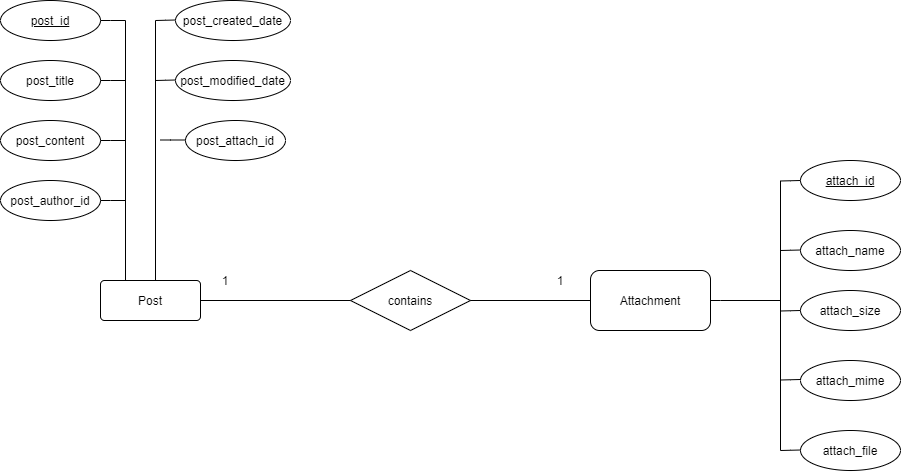 post_id
post_created_date
post_title
post_modified_date
post_content
post_attach_id
post_author_id
attach_id
attach_name
1
1
Post
contains
Attachment
attach_size
attach_mime
attach_file